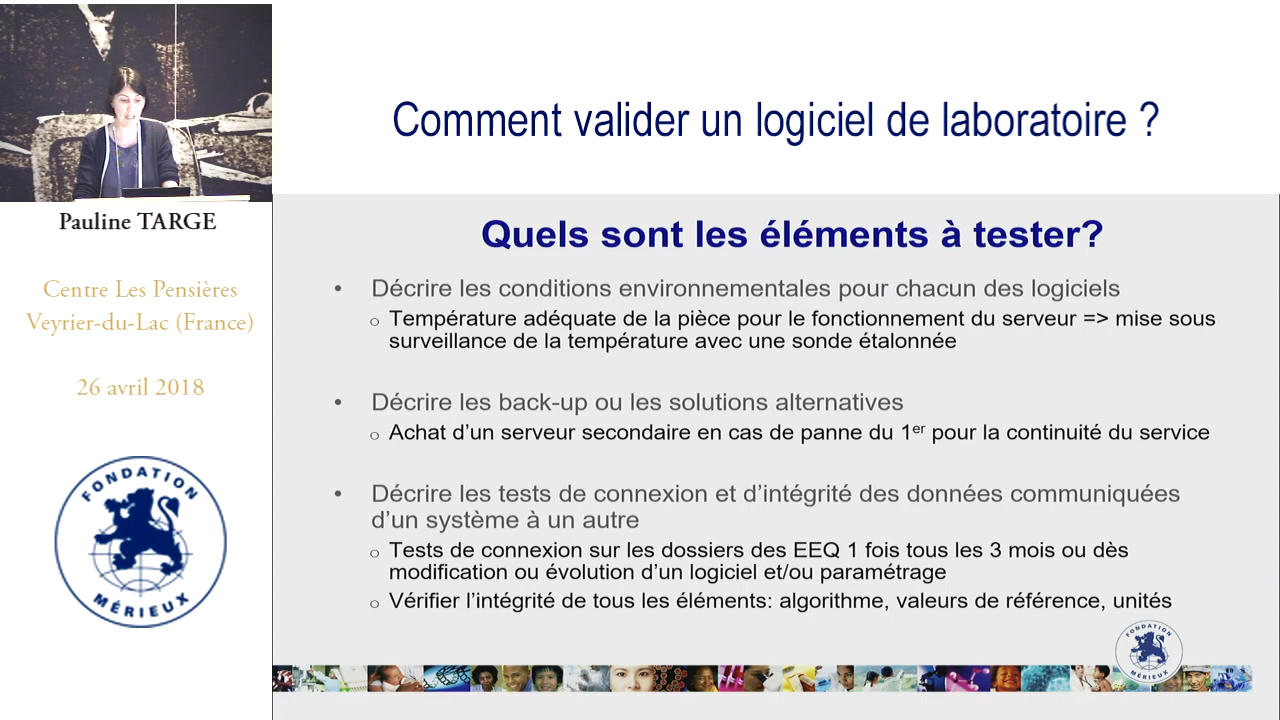 Comment valider un logiciel de laboratoire ?
Pauline TARGE
Centre Les Pensières
Veyrier-du-Lac (France)
26 avril 2018
FONDATION
MÉRIEUX
Quels sont les éléments à tester?
• Décrire les conditions environnementales pour chacun des logiciels
o Température adéquate de la pièce pour le fonctionnement du serveur => mise sous
surveillance de la température avec une sonde étalonnée
• Décrire les back-up ou les solutions alternatives
o Achat d’un serveur secondaire en cas de panne du 1er pour la continuité du service
• Décrire les tests de connexion et d’intégrité des données communiquées
d’un système à un autre
o Tests de connexion sur les dossiers des EEQ 1 fois tous les 3 mois ou dès
modification ou évolution d’un logiciel et/ou paramétrage
o Vérifier l’intégrité de tous les éléments: algorithme, valeurs de référence, unités
FONDATION
MÉRIEUX